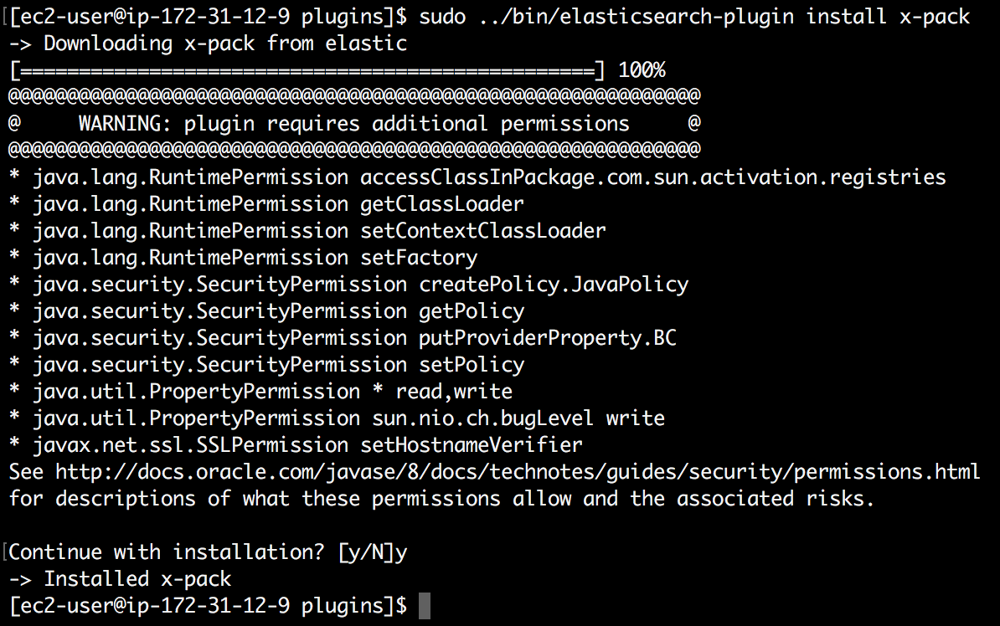 [ec2-user@ip-172-31-12-9 plugins]$ sudo ../bin/elasticsearch-plugin install x-pack
-> Downloading x-pack from elastic
[=================================================] 100%
@@@@@@@@@@@@@@@@@@@@@@@@@@@@@@@@@@@@@@@@@@@@@@@@@@@@@@@@@@@
@     WARNING: plugin requires additional permissions     @
@@@@@@@@@@@@@@@@@@@@@@@@@@@@@@@@@@@@@@@@@@@@@@@@@@@@@@@@@@@
* java.lang.RuntimePermission accessClassInPackage.com.sun.activation.registries
* java.lang.RuntimePermission getClassLoader
* java.lang.RuntimePermission setContextClassLoader
* java.lang.RuntimePermission setFactory
* java.security.SecurityPermission createPolicy.JavaPolicy
* java.security.SecurityPermission getPolicy
* java.security.SecurityPermission putProviderProperty.BC
* java.security.SecurityPermission setPolicy
* java.util.PropertyPermission * read,write
* java.util.PropertyPermission sun.nio.ch.bugLevel write
* javax.net.ssl.SSLPermission setHostnameVerifier
See http://docs.oracle.com/javase/8/docs/technotes/guides/security/permissions.html
for descriptions of what these permissions allow and the associated risks.
Continue with installation? [y/N]y
-> Installed x-pack
[ec2-user@ip-172-31-12-9 plugins]$